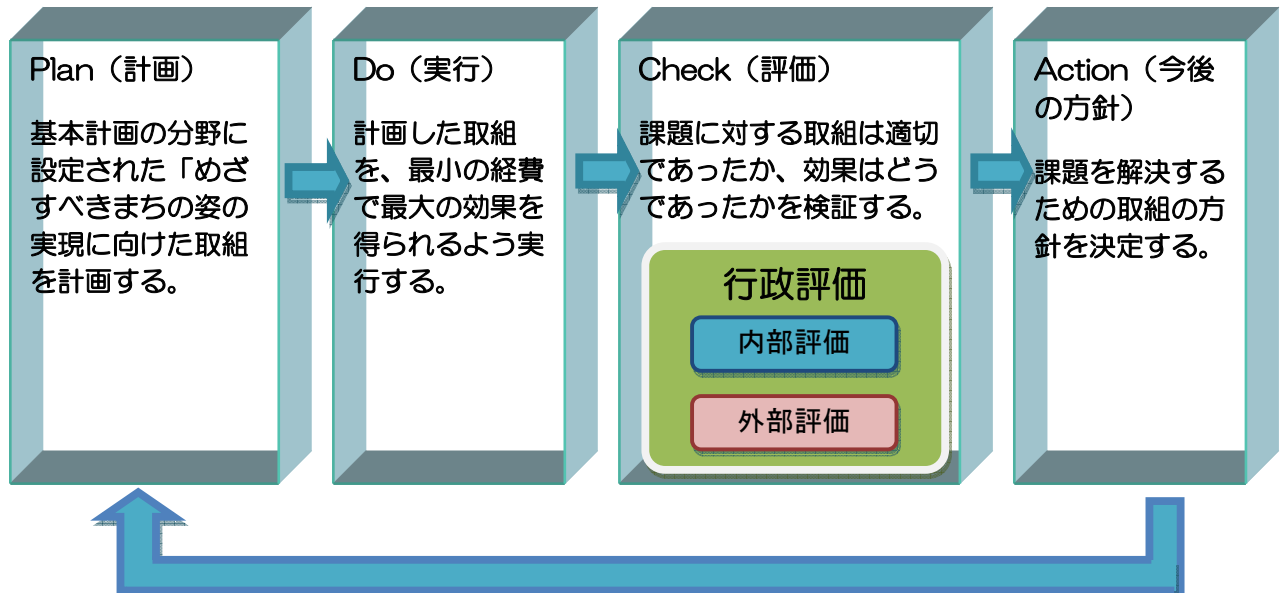 Plan（計画）
基本計画の分野に
設定された「めざ
すべきまちの姿の
実現に向けた取組
を計画する。
Do（実行）
計画した取組
を、最小の経費
で最大の効果を
得られるよう実
行する。
Check（評価）
課題に対する取組は適切
であったか、効果はどう
であったかを検証する。
行政評価
内部評価
外部評価
Action（今後
の方針）
課題を解決する
ための取組の方
針を決定する。